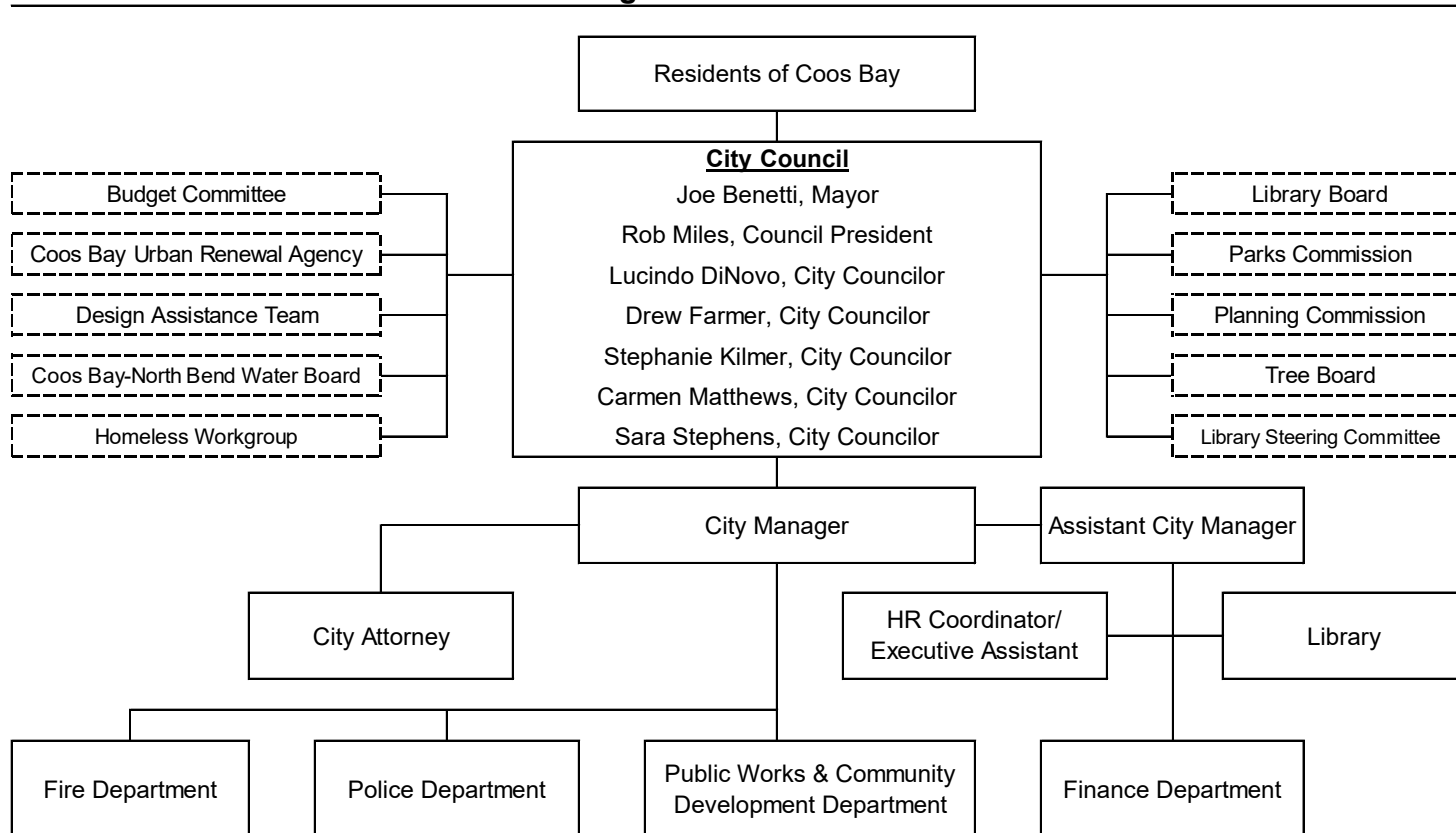 Residents of Coos Bay
City Council
Joe Benetti, Mayor
Rob Miles, Council President
Lucindo DiNovo, City Councilor
Drew Farmer, City Councilor
Stephanie Kilmer, City Councilor
Carmen Matthews, City Councilor
Sara Stephens, City Councilor
Budget Committee
Coos Bay Urban Renewal Agency
Design Assistance Team
Coos Bay-North Bend Water Board
Homeless Workgroup
Library Board
Parks Commission
Planning Commission
Tree Board
Library Steering Committee
City Manager
Assistant City Manager
City Attorney
HR Coordinator/
Executive Assistant
Library
Fire Department
Police Department
Public Works & Community
Development Department
Finance Department